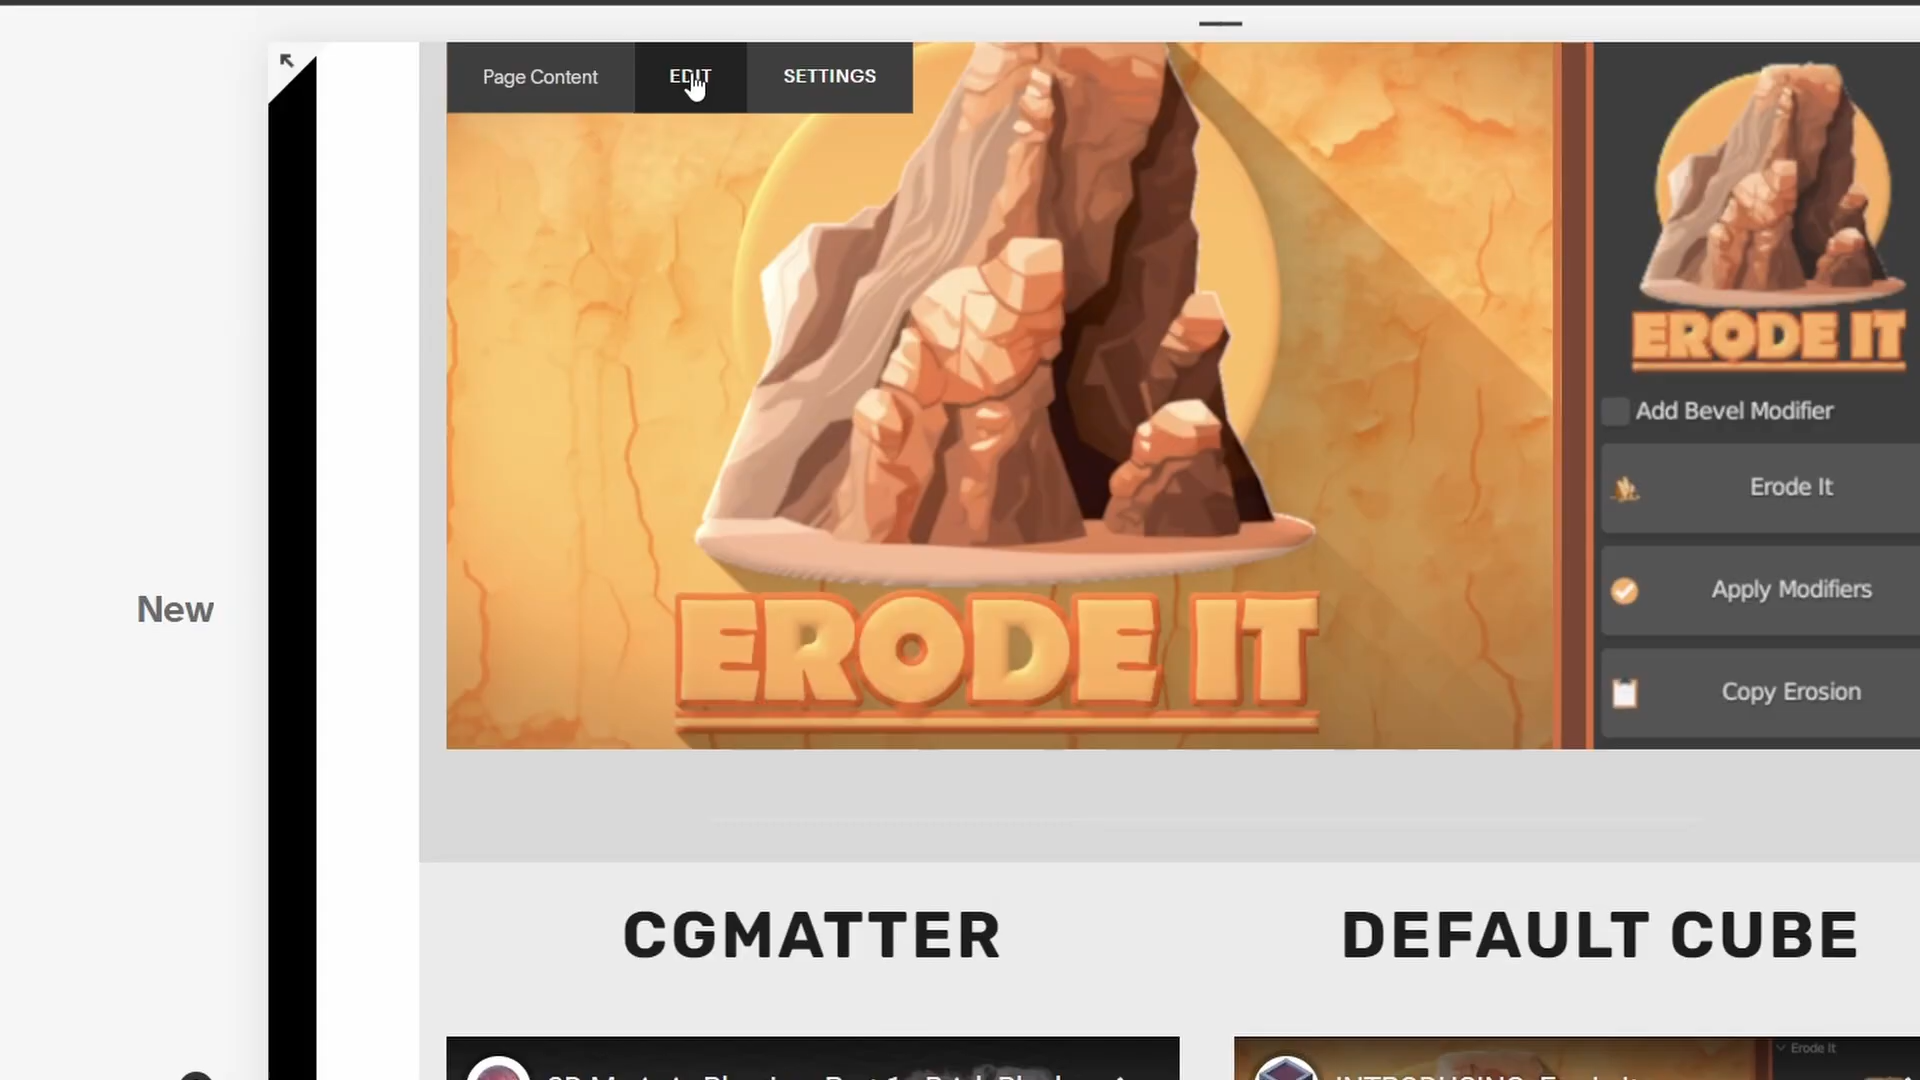 Page Content
EDIT
SETTINGS
ERODE IT
Add Bevel Modifier
Erode It
Apply Modifiers
Copy Erosion
New
ERODE IT
CGMATTER
DEFAULT CUBE
Erode It